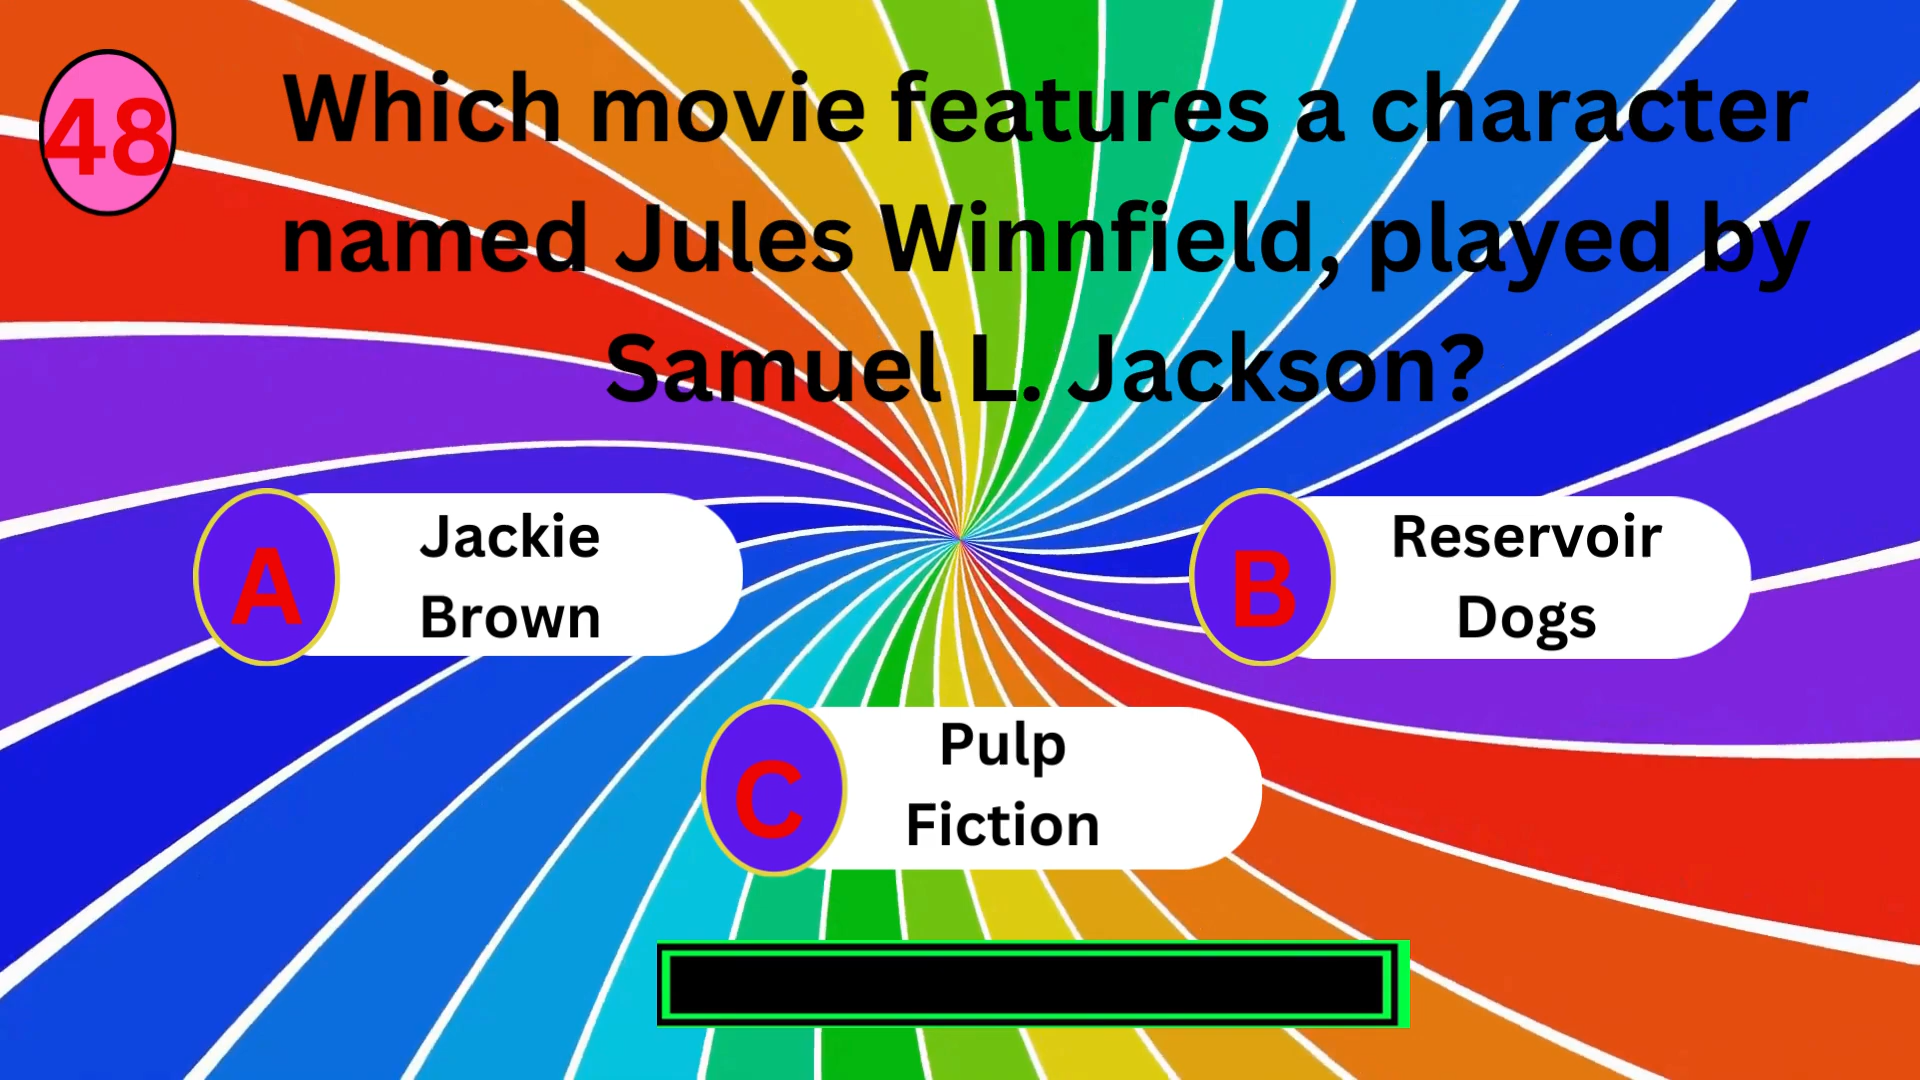 48
Which movie features a character
named Jules Winnfield, played by
Samuel L. Jackson?
A
Jackie
Brown
B
Reservoir
Dogs
C
Pulp
Fiction